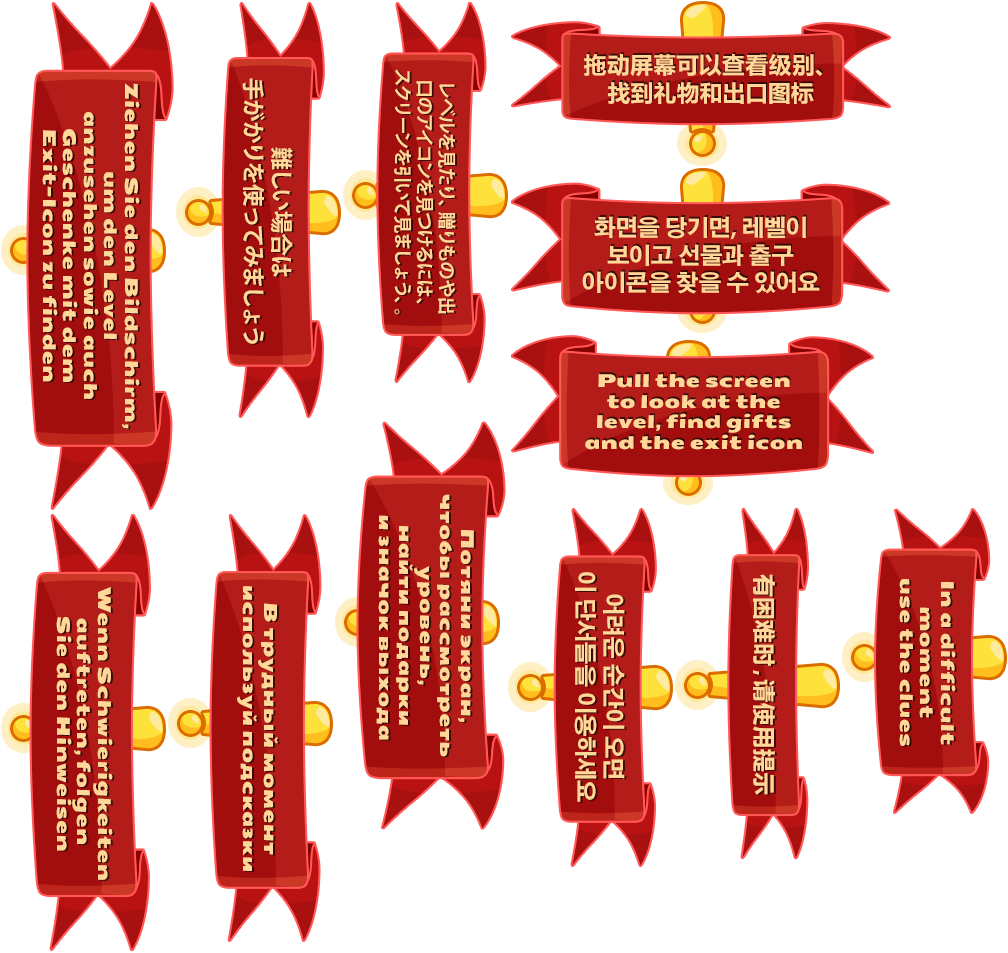 Ziehen Sie den Bildschirm,
um den Level
anzusehen sowie auch
Geschenke mit dem
Exit-Icon zu finden
難しい場合は
手がかりを使ってみましょう
レベルを見たり、贈りものや出
口のアイコンを見つけるには、
スクリーンを引いて見ましょう、。
拖动屏幕可以查看级别、
找到礼物和出口图标
화면을 당기면, 레벨이
보이고 선물과 출구
아이콘을 찾을 수 있어요
Pull the screen
to look at the
level, find gifts
and the exit icon
Wenn Schwierigkeiten
auftreten, folgen
Sie den Hinweisen
В трудный момент
используй подсказки
Потяни экран,
чтобы рассмотреть
уровень,
найти подарки
и значок выхода
어려운 순간이 오면
이 단서들을 이용하세요
有困难时，请使用提示
In a difficult
moment
use the clues